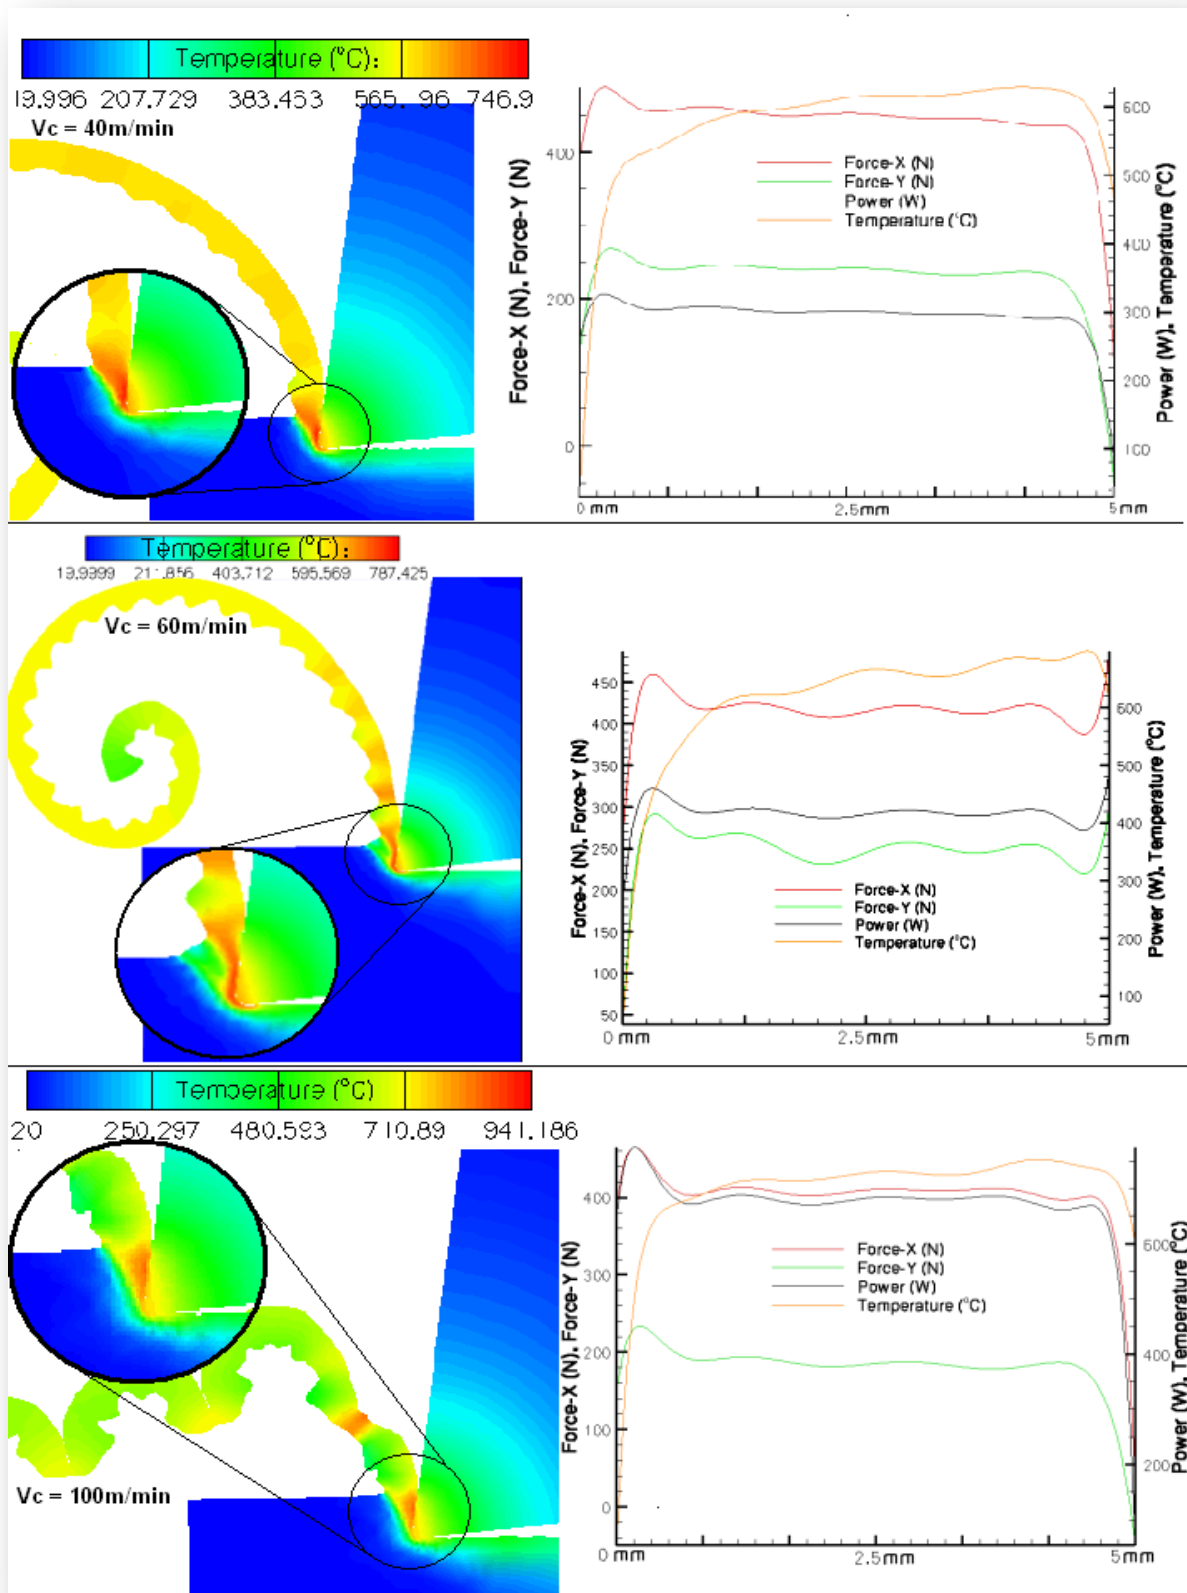 Temperature (°C):
19.996 207.729 383.453 565. 96 746.9
Vc = 40m/min
Force-X (N), Force-Y (N)
400
200
0
Force-X (N)
Force-Y (N)
Power (W)
Temperature (°C)
600
500
400
300
200
100
Power (W), Temperature (°C)
0 mm 2.5mm 5mm
Temperature (°C):
19.9999 211.856 403.712 595.569 787.425
Vc = 60m/min
Force-X (N), Force-Y (N)
450
400
350
300
250
200
150
100
50
Force-X (N)
Force-Y (N)
Power (W)
Temperature (°C)
600
500
400
300
200
100
Power (W), Temperature (°C)
0 mm 2.5mm 5mm
Temperature (°C)
20 250.297 480.593 710.89 941.186
Vc = 100m/min
Force-X (N), Force-Y (N)
400
300
200
100
0
Force-X (N)
Force-Y (N)
Power (W)
Temperature (°C)
600
400
200
Power (W), Temperature (°C)
0 mm 2.5mm 5mm